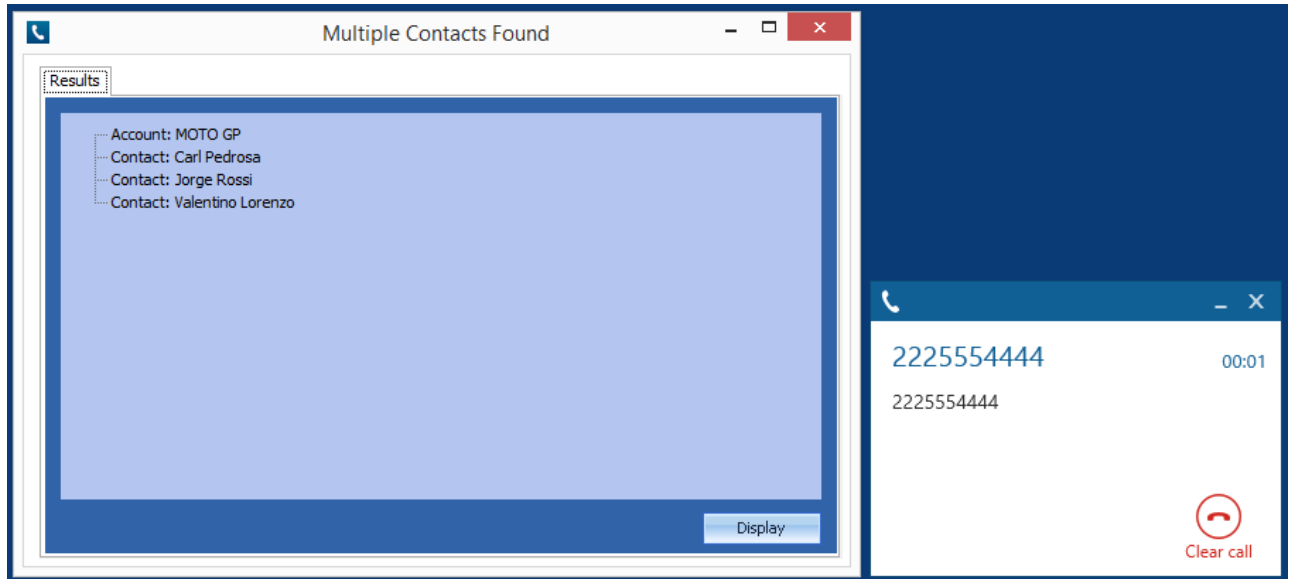 Multiple Contacts Found
Results
Account: MOTO GP
Contact: Carl Pedrosa
Contact: Jorge Rossi
Contact: Valentino Lorenzo
Display
2225554444 00:01
2225554444
Clear call